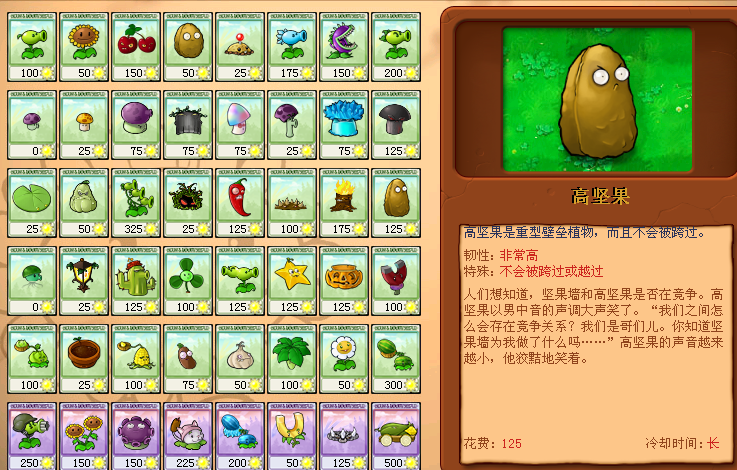 100 50 150 50 25 175 150 200
0 25 75 75 75 25 75 125
25 50 325 25 125 100 175 125
0 25 125 100 125 125 125 100
100 25 100 75 50 100 50 300
250 150 150 225 200 50 125 500
高坚果
高坚果是重型壁垒植物，而且不会被跨过。
韧性：非常高
特殊：不会被跨过或越过
人们想知道，坚果墙和高坚果是否在竞争。高
坚果以男中音的声调大声笑了。“我们之间怎
么会存在竞争关系？我们是哥们儿。你知道坚
果墙为我做了什么吗……”高坚果的声音越来
越小，他狡黠地笑着。
花费：125 冷却时间：长